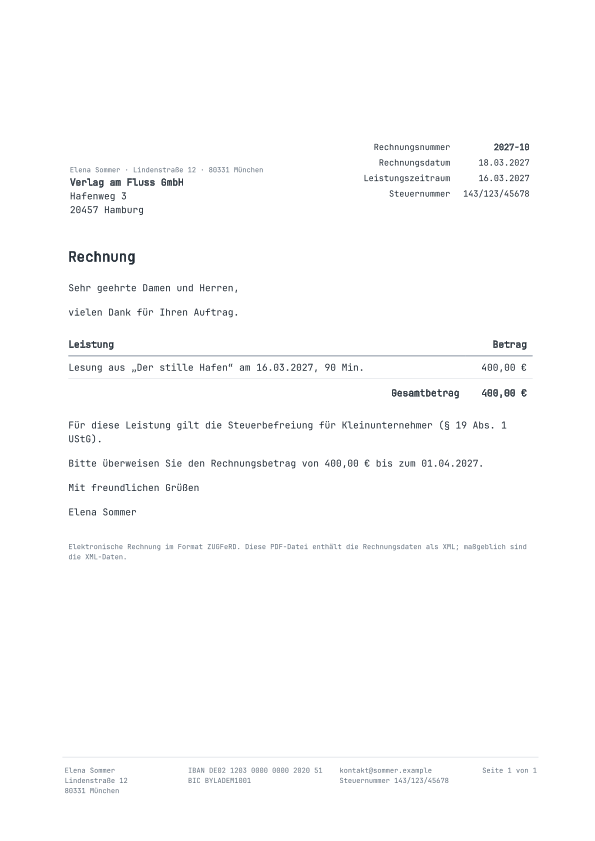 Rechnungsnummer 2027-10
Rechnungsdatum 18.03.2027
Leistungszeitraum 16.03.2027
Steuernummer 143/123/45678
Elena Sommer · Lindenstraße 12 · 80331 München
Verlag am Fluss GmbH
Hafenweg 3
20457 Hamburg
Rechnung
Sehr geehrte Damen und Herren,
vielen Dank für Ihren Auftrag.
Leistung Betrag
Lesung aus „Der stille Hafen“ am 16.03.2027, 90 Min. 400,00 €
Gesamtbetrag 400,00 €
Für diese Leistung gilt die Steuerbefreiung für Kleinunternehmer (§ 19 Abs. 1
UStG).
Bitte überweisen Sie den Rechnungsbetrag von 400,00 € bis zum 01.04.2027.
Mit freundlichen Grüßen
Elena Sommer
Elektronische Rechnung im Format ZUGFeRD. Diese PDF-Datei enthält die Rechnungsdaten als XML; maßgeblich sind
die XML-Daten.
Elena Sommer IBAN DE02 1203 0000 0000 2020 51 kontakt@sommer.example Seite 1 von 1
Lindenstraße 12 BIC BYLADEM1001 Steuernummer 143/123/45678
80331 München